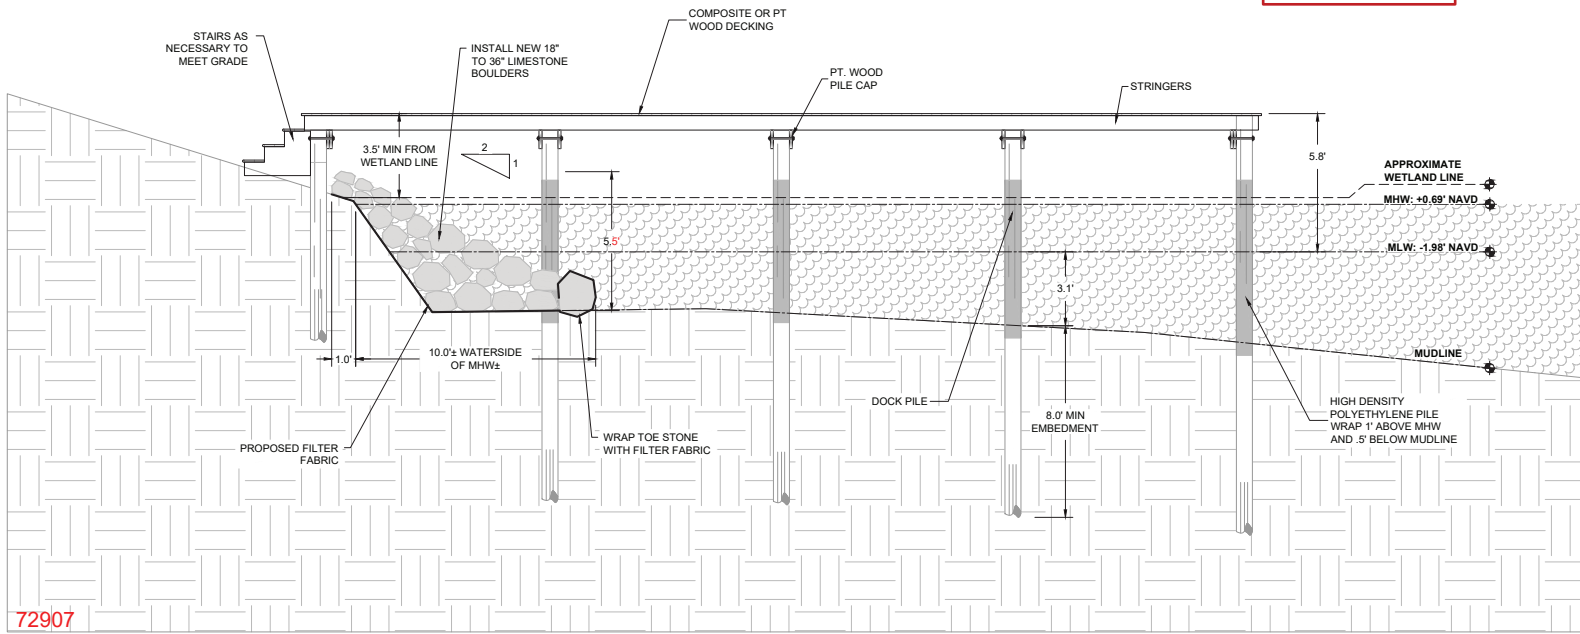 COMPOSITE OR PT
WOOD DECKING
STAIRS AS
NECESSARY TO
MEET GRADE
INSTALL NEW 18"
TO 36" LIMESTONE
BOULDERS
PT. WOOD
PILE CAP
STRINGERS
3.5' MIN FROM
WETLAND LINE
2
1
5.8'
APPROXIMATE
WETLAND LINE
MHW: +0.69' NAVD
5.5'
MLW: -1.98' NAVD
3.1'
1.0'
10.0'± WATERSIDE
OF MHW±
MUDLINE
DOCK PILE
8.0' MIN
EMBEDMENT
HIGH DENSITY
POLYETHYLENE PILE
WRAP 1' ABOVE MHW
AND .5' BELOW MUDLINE
PROPOSED FILTER
FABRIC
WRAP TOE STONE
WITH FILTER FABRIC
72907